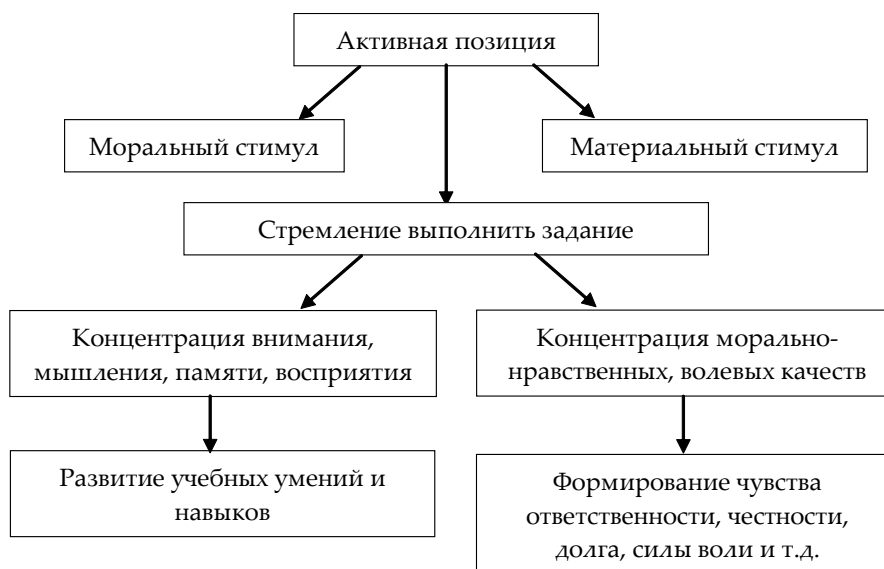 Активная позиция
Моральный стимул
Материальный стимул
Стремление выполнить задание
Концентрация внимания,
мышления, памяти, восприятия
Концентрация морально-
нравственных, волевых качеств
Развитие учебных умений и
навыков
Формирование чувства
ответственности, честности,
долга, силы воли и т.д.